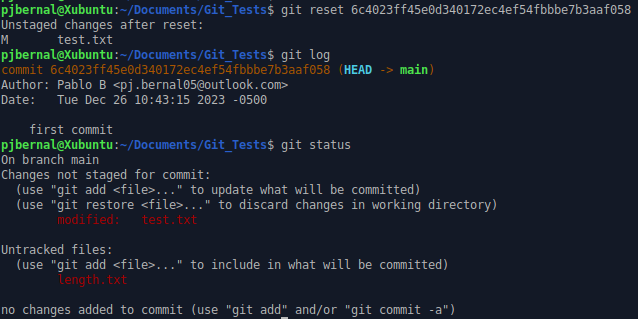 pjbernal@Xubuntu:~/Documents/Git_Tests$ git reset 6c4023ff45e0d340172ec4ef54fbbbe7b3aaf058
Unstaged changes after reset:
M       test.txt
pjbernal@Xubuntu:~/Documents/Git_Tests$ git log
commit 6c4023ff45e0d340172ec4ef54fbbbe7b3aaf058 (HEAD -> main)
Author: Pablo B <pj.bernal05@outlook.com>
Date:   Tue Dec 26 10:43:15 2023 -0500
    first commit
pjbernal@Xubuntu:~/Documents/Git_Tests$ git status
On branch main
Changes not staged for commit:
  (use "git add <file>..." to update what will be committed)
  (use "git restore <file>..." to discard changes in working directory)
        modified:   test.txt
Untracked files:
  (use "git add <file>..." to include in what will be committed)
        length.txt
no changes added to commit (use "git add" and/or "git commit -a")